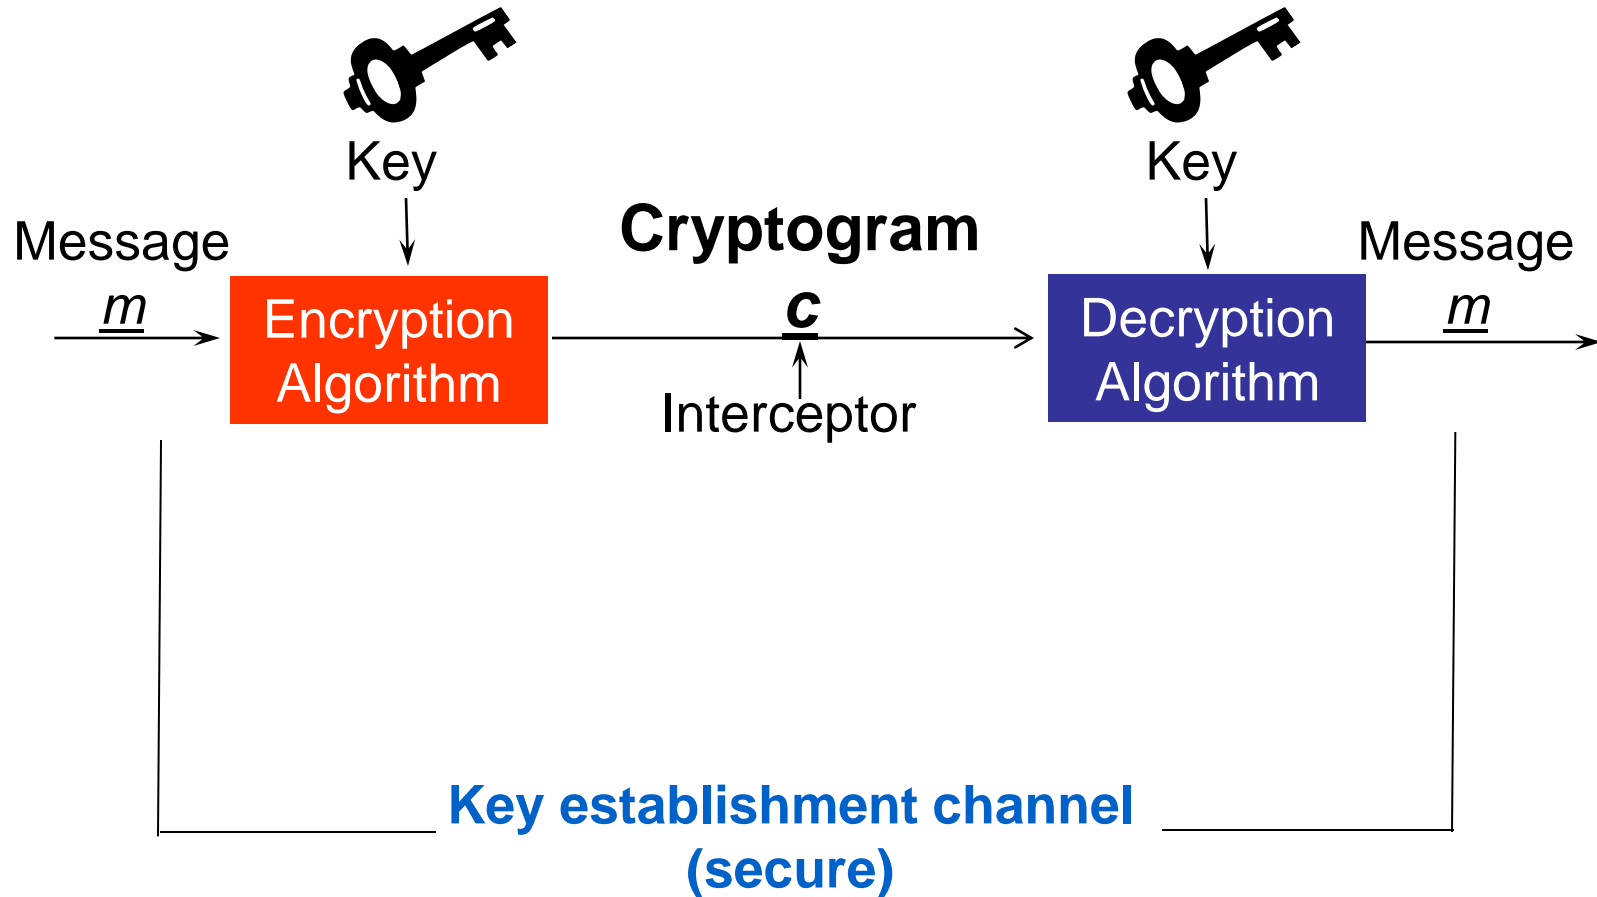 Key
Key
Cryptogram
Message
Message
m
c
m
Encryption
Algorithm
Decryption
Algorithm
Interceptor
Key establishment channel
(secure)